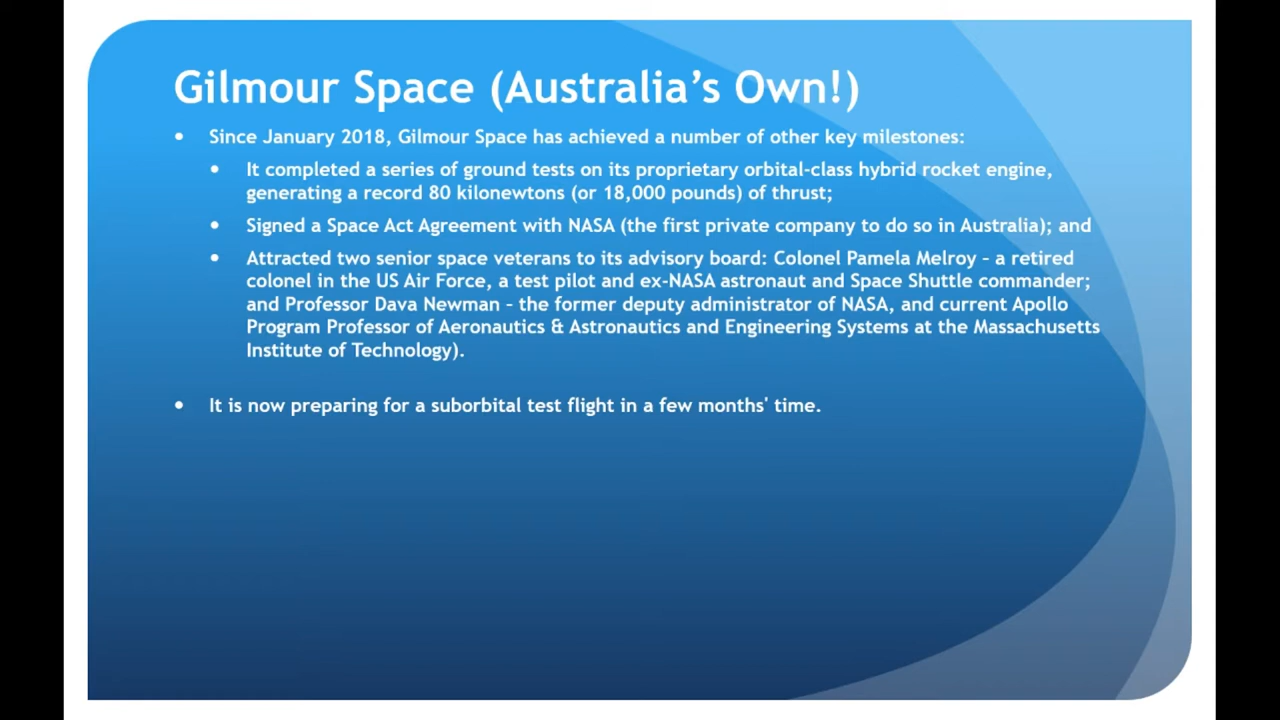 Gilmour Space (Australia’s Own!)
• Since January 2018, Gilmour Space has achieved a number of other key milestones:
• It completed a series of ground tests on its proprietary orbital-class hybrid rocket engine,
generating a record 80 kilonewtons (or 18,000 pounds) of thrust;
• Signed a Space Act Agreement with NASA (the first private company to do so in Australia); and
• Attracted two senior space veterans to its advisory board: Colonel Pamela Melroy – a retired
colonel in the US Air Force, a test pilot and ex-NASA astronaut and Space Shuttle commander;
and Professor Dava Newman – the former deputy administrator of NASA, and current Apollo
Program Professor of Aeronautics & Astronautics and Engineering Systems at the Massachusetts
Institute of Technology).
• It is now preparing for a suborbital test flight in a few months' time.